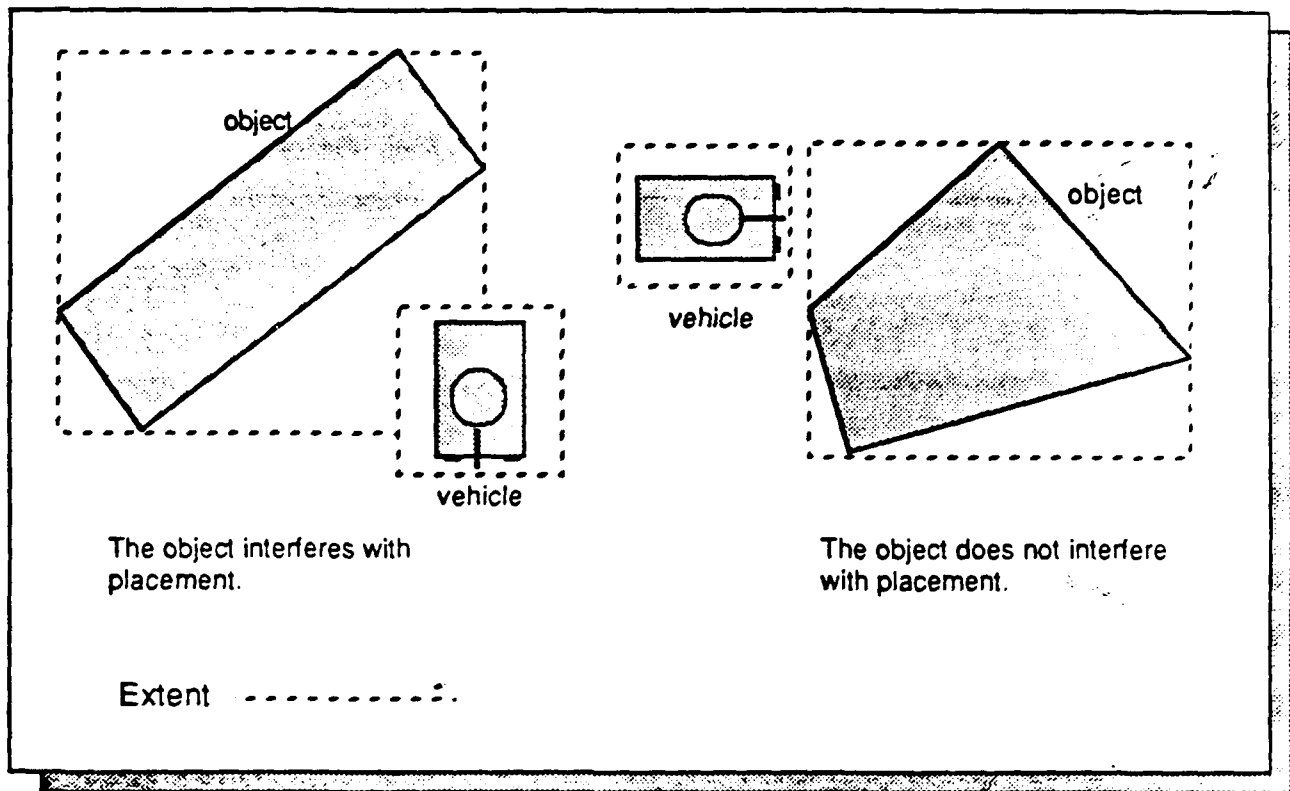 object
object
vehicle
vehicle
The object interferes with
placement.
The object does not interfere
with placement.
Extent